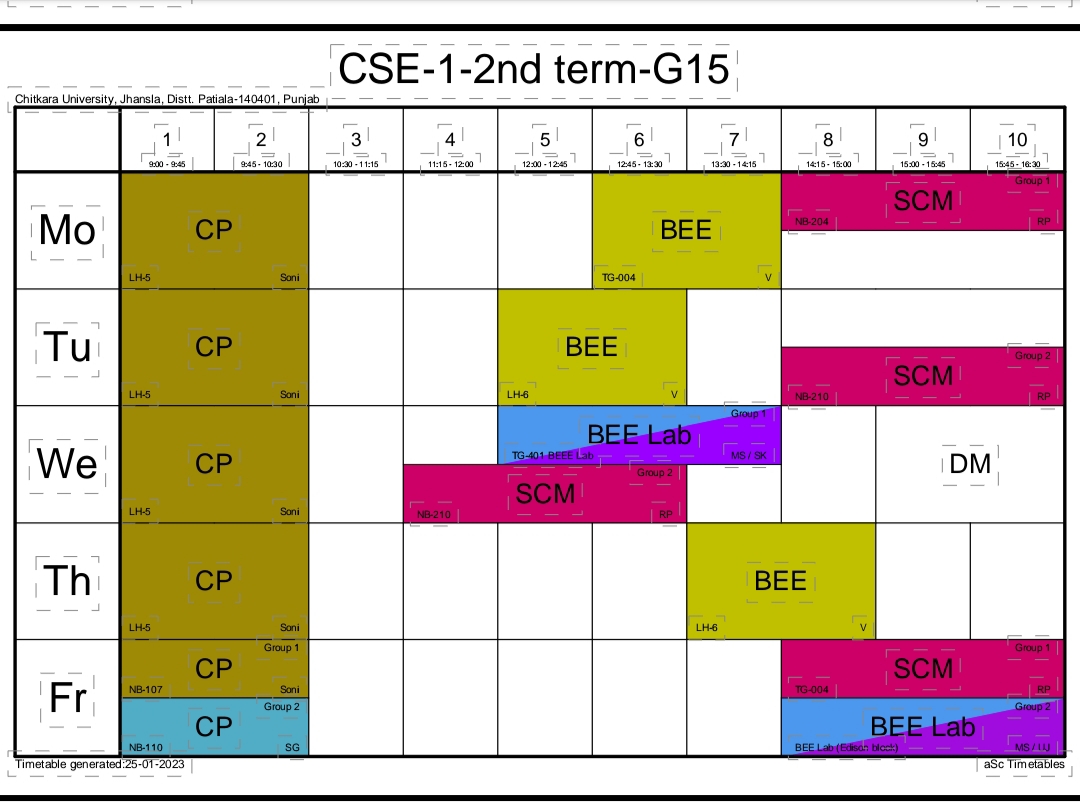 CSE-1-2nd term-G15
Chitkara University, Jhansla, Distt. Patiala-140401, Punjab
1 2 3 4 5 6 7 8 9 10
9:00 - 9:45 9:45 - 10:30 10:30 - 11:15 11:15 - 12:00 12:00 - 12:45 12:45 - 13:30 13:30 - 14:15 14:15 - 15:00 15:00 - 15:45 15:45 - 16:30
Mo
CP
LH-5 Soni
BEE
TG-004 V
Group 1
SCM
NB-204 RP
Tu
CP
LH-5 Soni
BEE
LH-6 V
Group 2
SCM
NB-210 RP
We
CP
LH-5 Soni
Group 1
BEE Lab
TG-401 BEEE Lab MS / SK
Group 2
SCM
NB-210 RP
DM
Th
CP
LH-5 Soni
BEE
LH-6 V
Fr
Group 1
CP
NB-107 Soni
Group 2
CP
NB-110 SG
Group 1
SCM
TG-004 RP
Group 2
BEE Lab
BEE Lab (Edison block) MS /
Timetable generated:25-01-2023 aSc Timetables